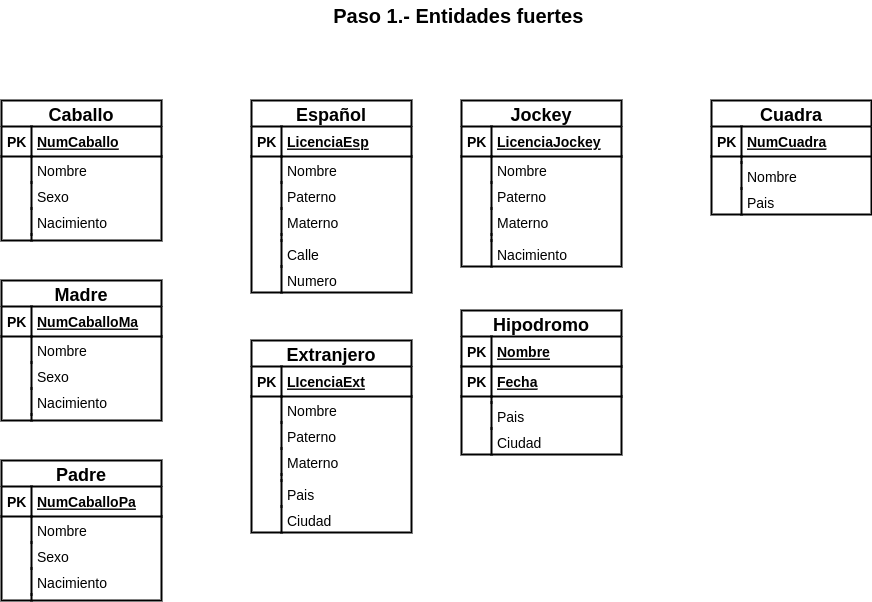 Paso 1.- Entidades fuertes
Caballo
PK NumCaballo
Nombre
Sexo
Nacimiento
Madre
PK NumCaballoMa
Nombre
Sexo
Nacimiento
Padre
PK NumCaballoPa
Nombre
Sexo
Nacimiento
Español
PK LicenciaEsp
Nombre
Paterno
Materno
Calle
Numero
Extranjero
PK LIcenciaExt
Nombre
Paterno
Materno
Pais
Ciudad
Jockey
PK LicenciaJockey
Nombre
Paterno
Materno
Nacimiento
Hipodromo
PK Nombre
PK Fecha
Pais
Ciudad
Cuadra
PK NumCuadra
Nombre
Pais